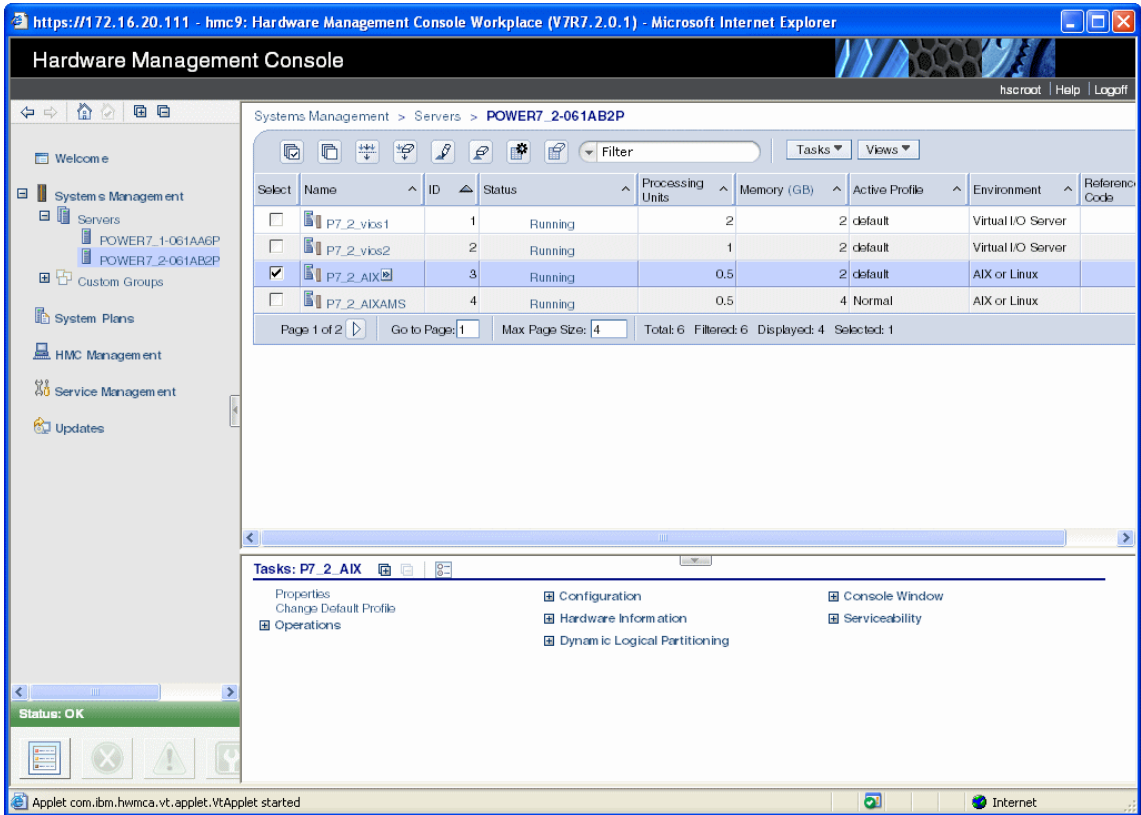 https://172.16.20.111 - hmc9: Hardware Management Console Workplace (V7R7.2.0.1) - Microsoft Internet Explorer
Hardware Management Console
hscroot | Help | Logoff
Systems Management > Servers > POWER7_2-061AB2P
Welcome
Systems Management
Servers
POWER7_1-061AA6P
POWER7_2-061AB2P
Custom Groups
System Plans
HMC Management
Service Management
Updates
Filter Tasks Views
Select Name ID Status Processing Units Memory (GB) Active Profile Environment Reference Code
P7_2_vios1 1 Running 2 2 default Virtual I/O Server
P7_2_vios2 2 Running 1 2 default Virtual I/O Server
P7_2_AIX 3 Running 0.5 2 default AIX or Linux
P7_2_AIXAMS 4 Running 0.5 4 Normal AIX or Linux
Page 1 of 2 Go to Page: 1 Max Page Size: 4 Total: 6 Filtered: 6 Displayed: 4 Selected: 1
Tasks: P7_2_AIX
Properties
Change Default Profile
Operations
Configuration
Hardware Information
Dynamic Logical Partitioning
Console Window
Serviceability
Status: OK
Applet com.ibm.hwmca.vt.applet.VtApplet started Internet